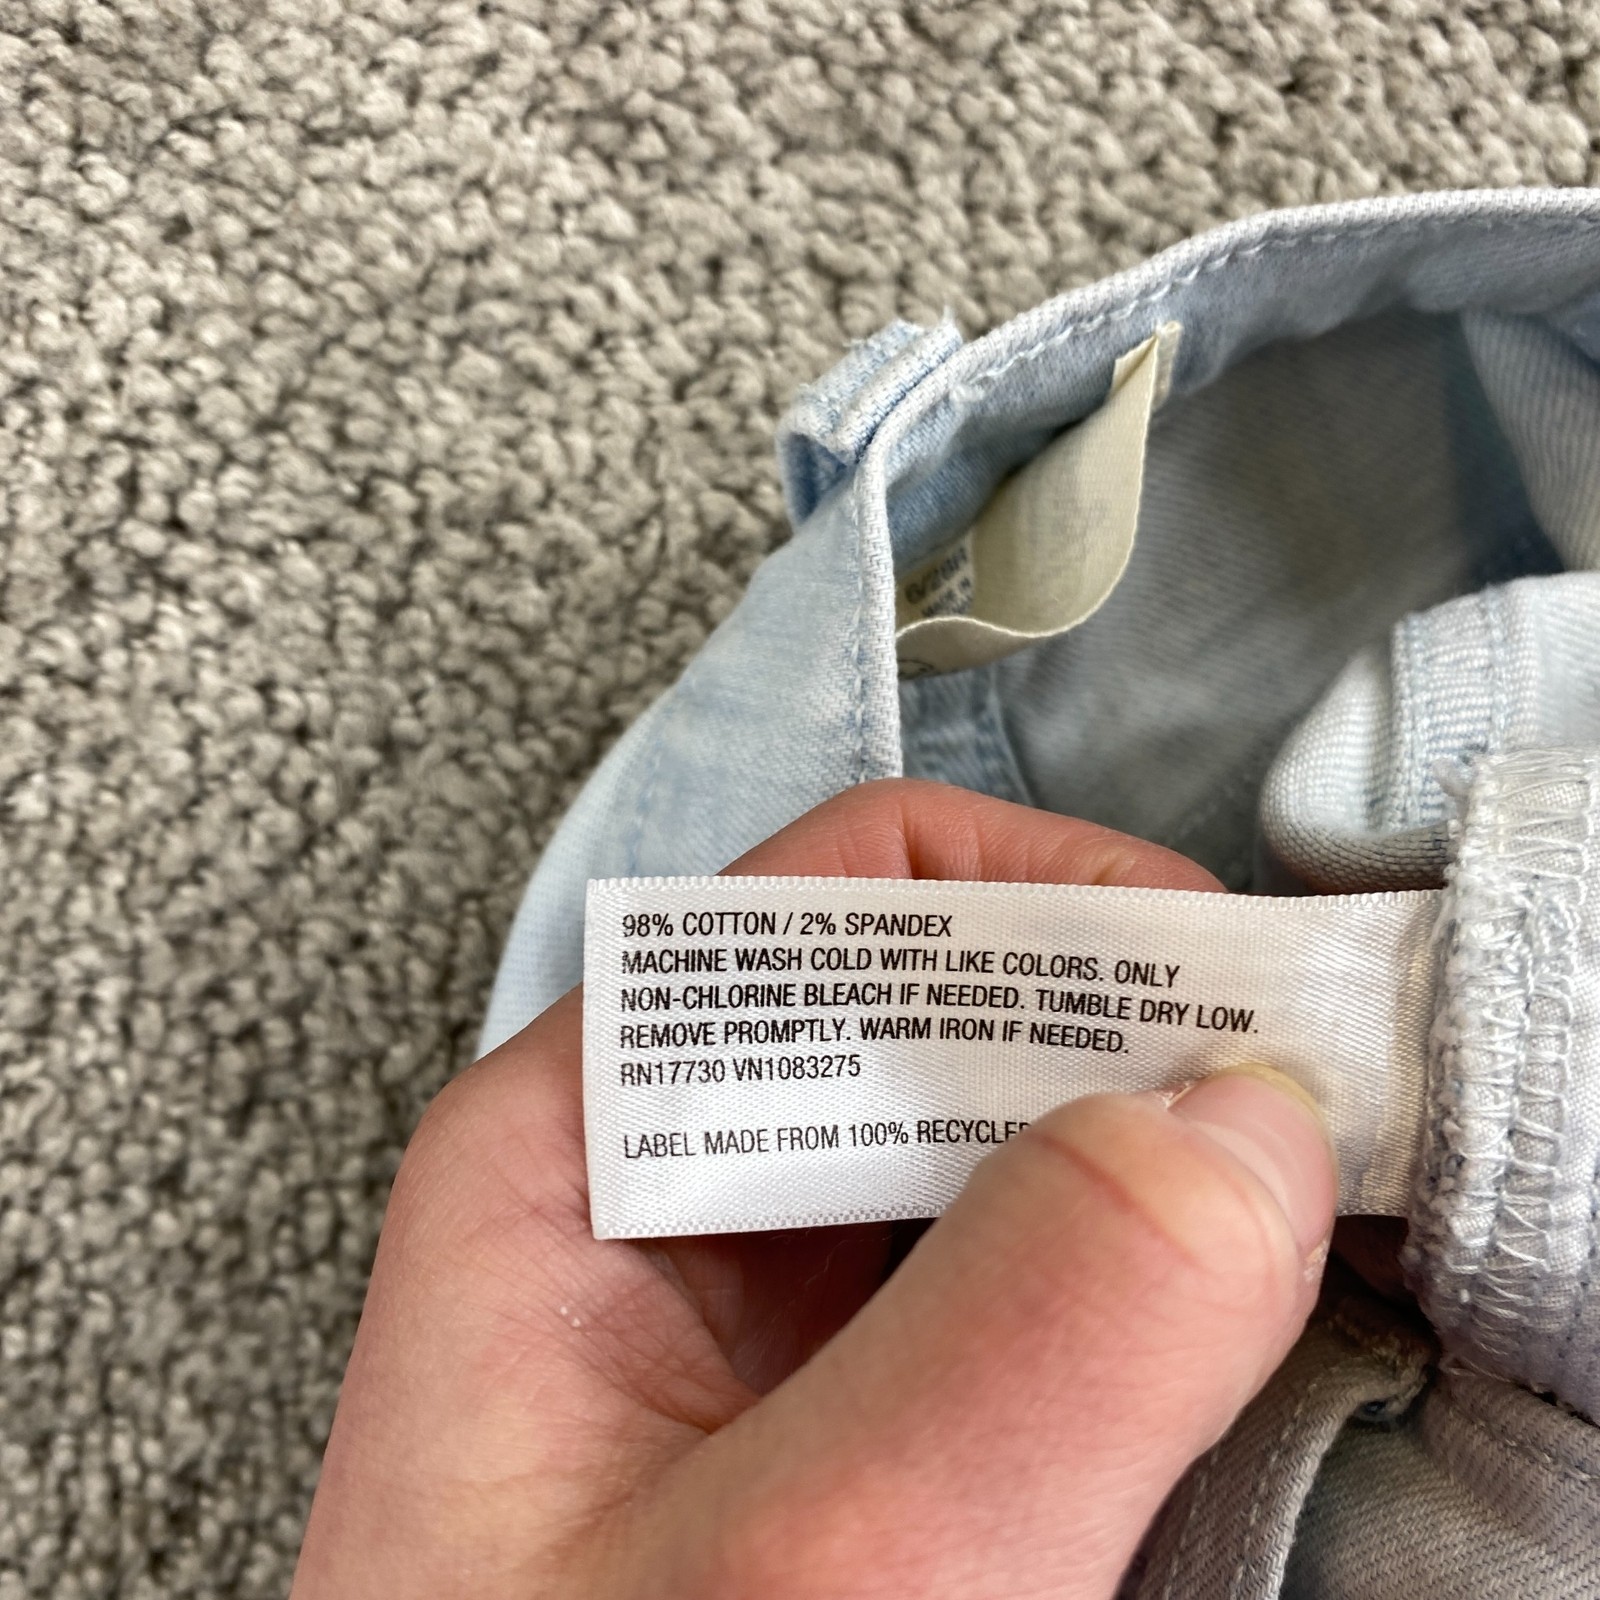 98% COTTON / 2% SPANDEX
MACHINE WASH COLD WITH LIKE COLORS. ONLY
NON-CHLORINE BLEACH IF NEEDED. TUMBLE DRY LOW.
REMOVE PROMPTLY. WARM IRON IF NEEDED.
RN17730 VN1083275
LABEL MADE FROM 100% RECYCLED